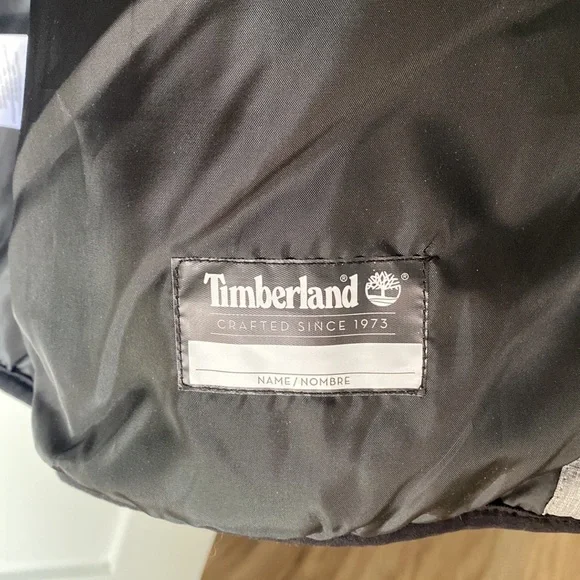 Timberland® ®
CRAFTED SINCE 1973
NAME/NOMBRE